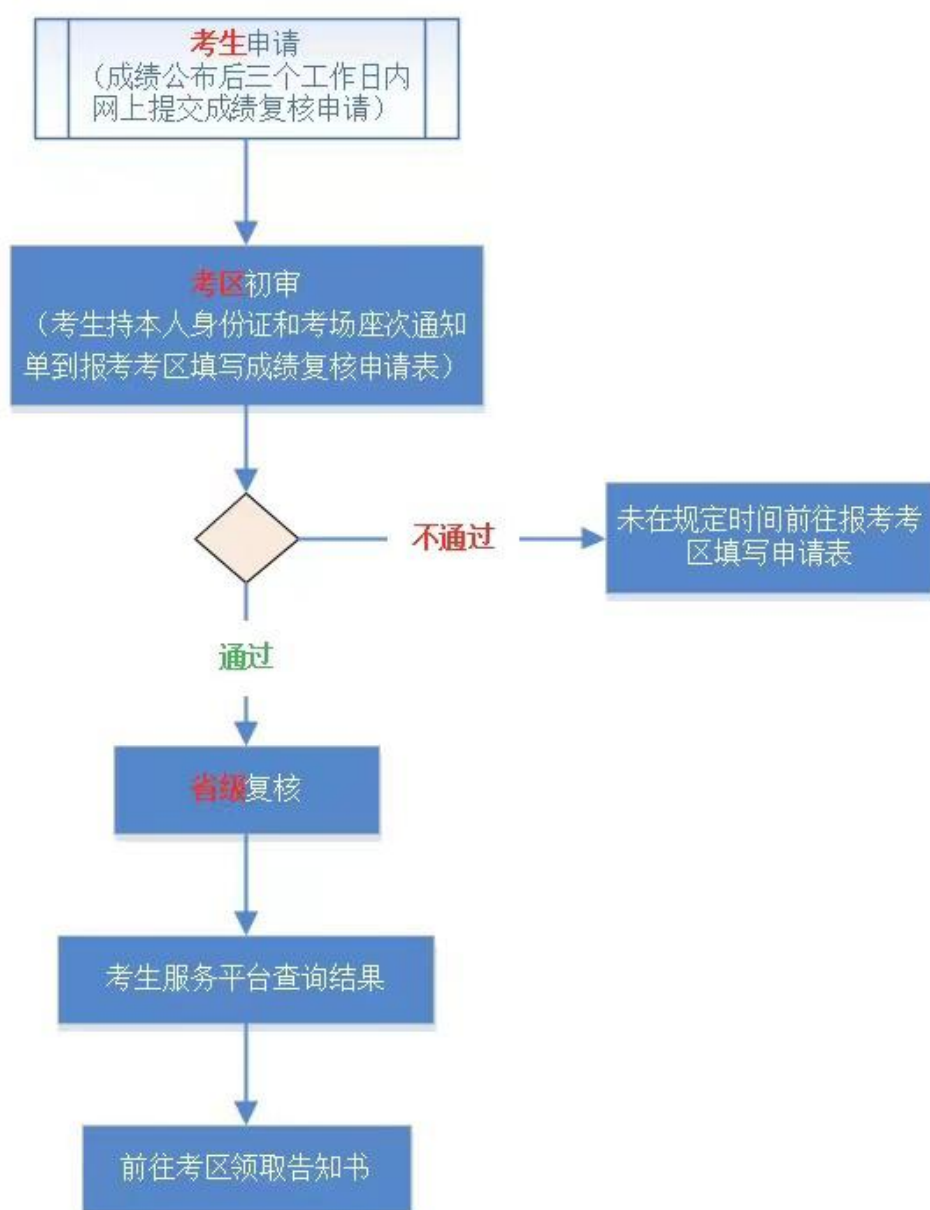 考生申请
（成绩公布后三个工作日内
网上提交成绩复核申请）
考区初审
（考生持本人身份证和考场座次通知
单到报考考区填写成绩复核申请表）
不通过
未在规定时间前往报考考
区填写申请表
通过
省级复核
考生服务平台查询结果
前往考区领取告知书